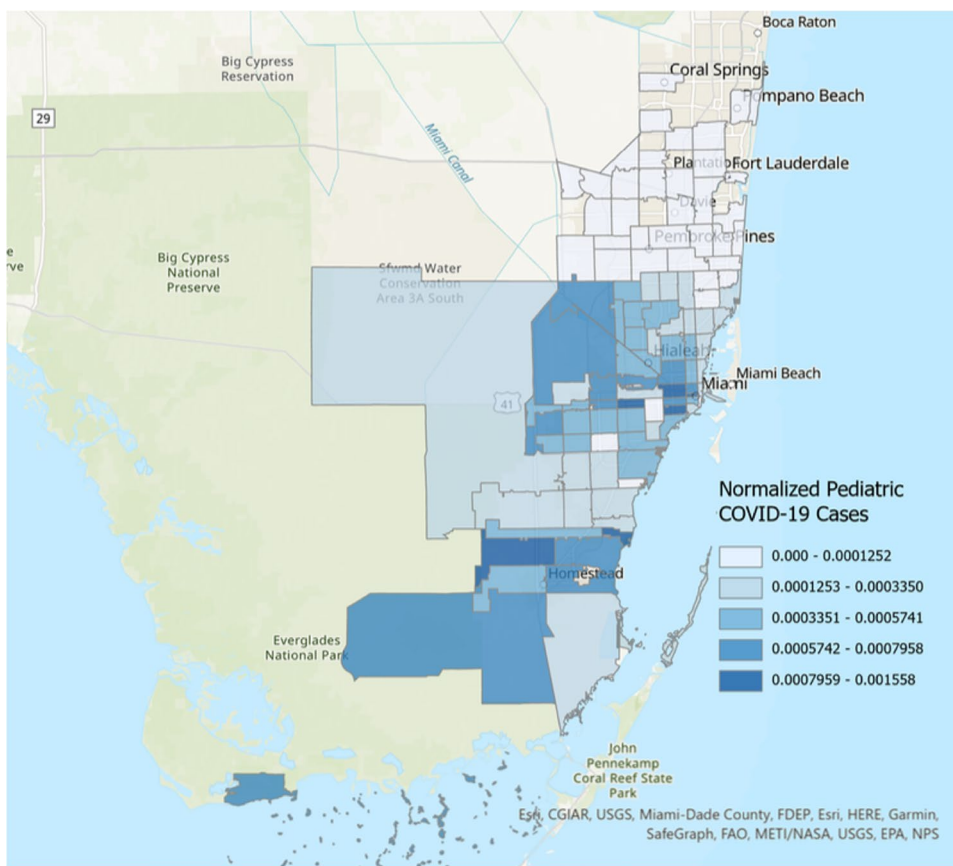 Boca Raton
Big Cypress
Reservation
Coral Springs
29
Pompano Beach
Miami Canal
Plantation
Fort Lauderdale
Davie
Pembroke Pines
e
rve
Big Cypress
National
Preserve
Sfwmd Water
Conservation
Area 3A South
Hialeah
Miami Beach
Miami
41
Normalized Pediatric
COVID-19 Cases
0.000 - 0.0001252
0.0001253 - 0.0003350
0.0003351 - 0.0005741
0.0005742 - 0.0007958
0.0007959 - 0.001558
Homestead
Everglades
National Park
John
Pennekamp
Coral Reef State
Park
Esri, CGIAR, USGS, Miami-Dade County, FDEP, Esri, HERE, Garmin,
SafeGraph, FAO, METI/NASA, USGS, EPA, NPS